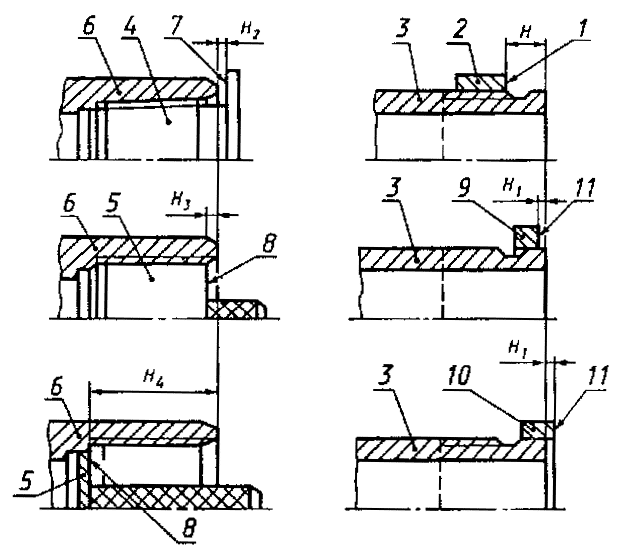 6 4 7 H₂
3 2 H 1
6 5 H₃ 8
3 9 H₁ 11
6 H₄
5 8
3 H₁ 10 11